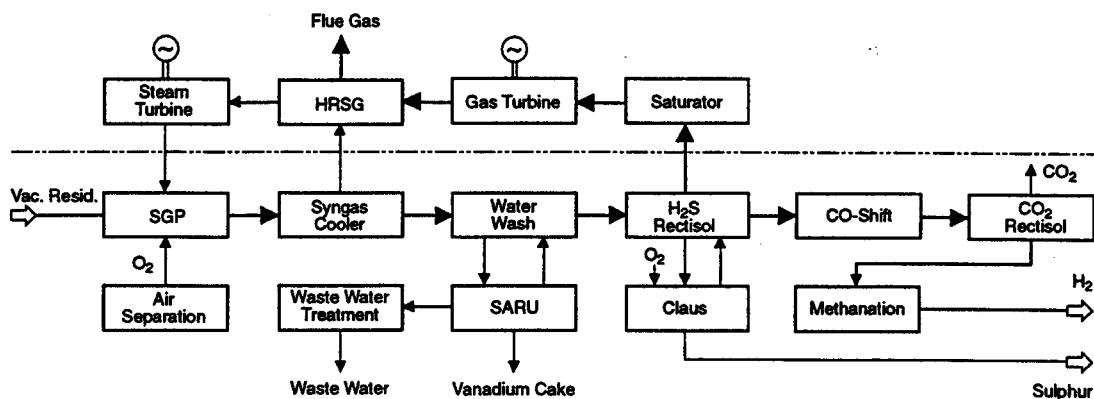 Flue Gas
~
~
Steam
Turbine
HRSG
Gas Turbine
Saturator
Vac. Resid.
SGP
Syngas
Cooler
Water
Wash
H₂S
Rectisol
CO-Shift
CO₂
CO₂
Rectisol
O₂
O₂
Air
Separation
Waste Water
Treatment
SARU
Claus
Methanation
H₂
Waste Water
Vanadium Cake
Sulphur